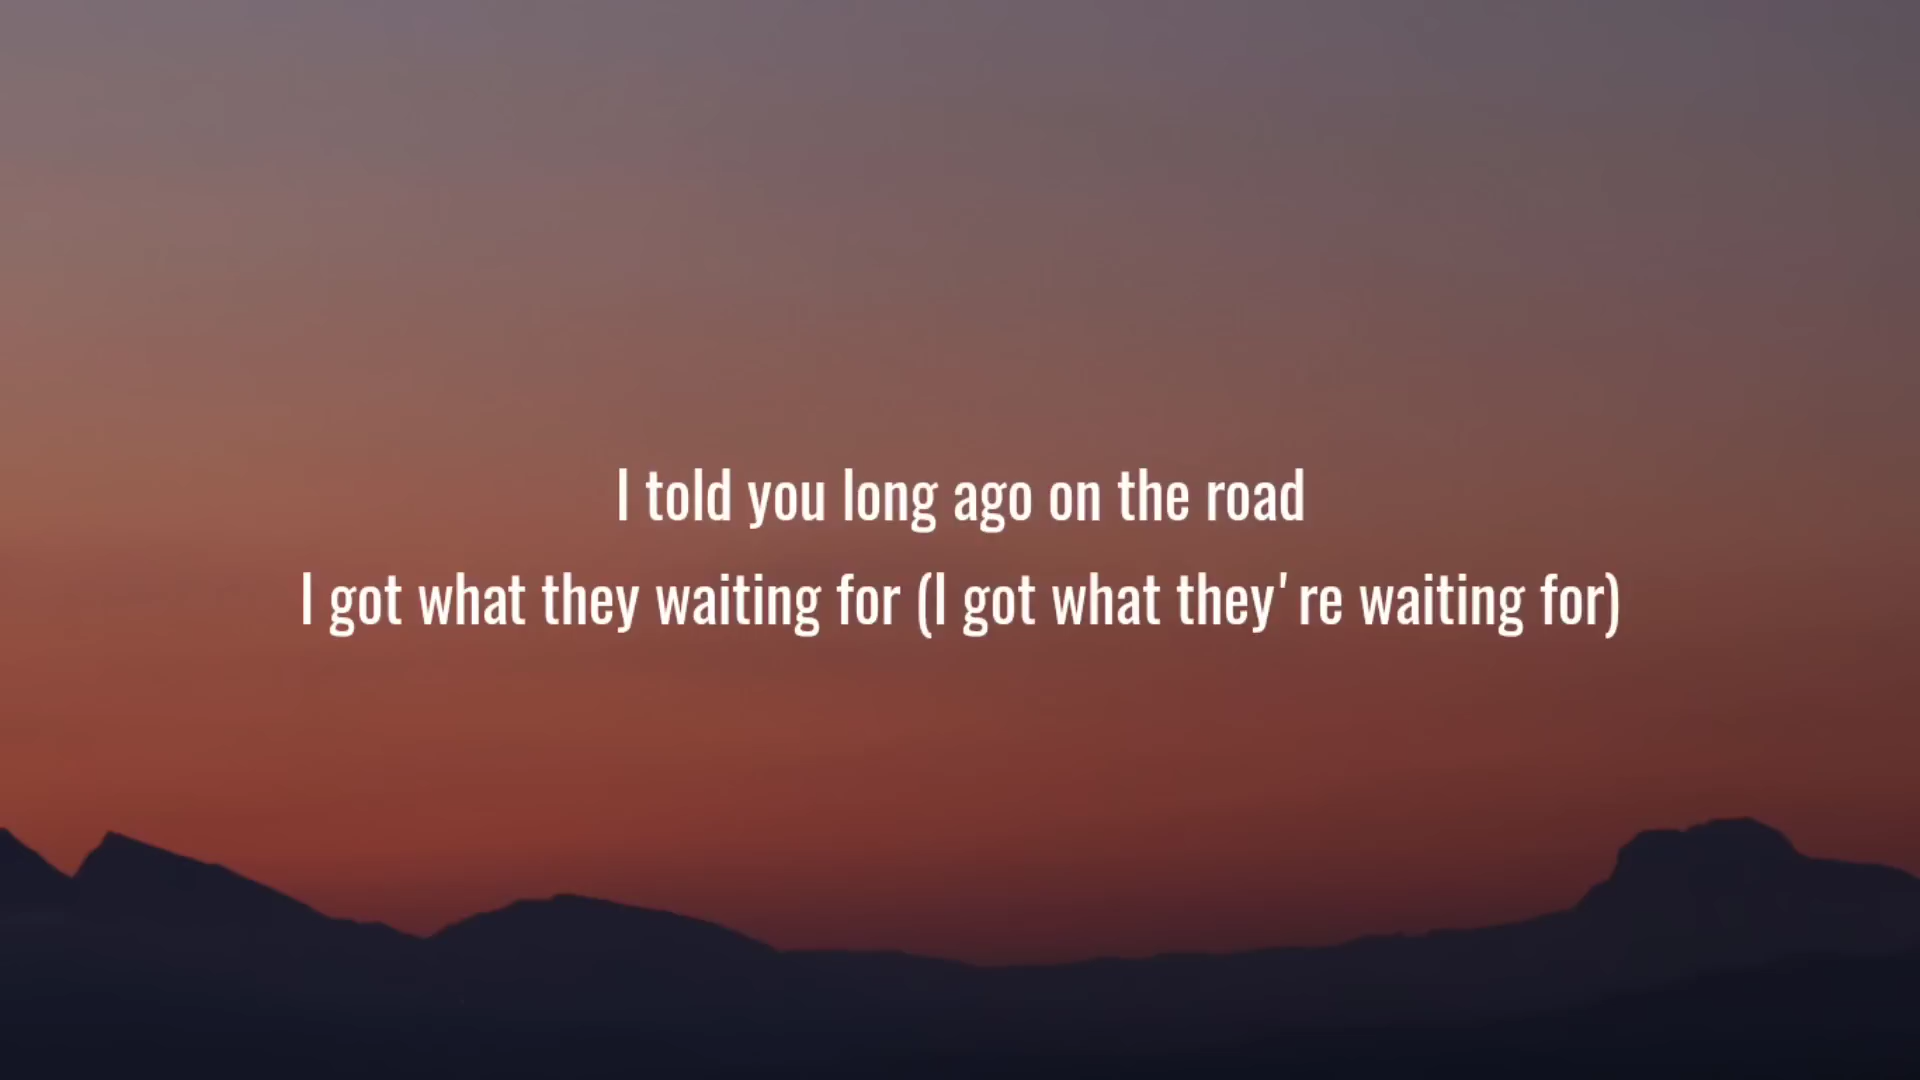 I told you long ago on the road
I got what they waiting for (I got what they're waiting for)